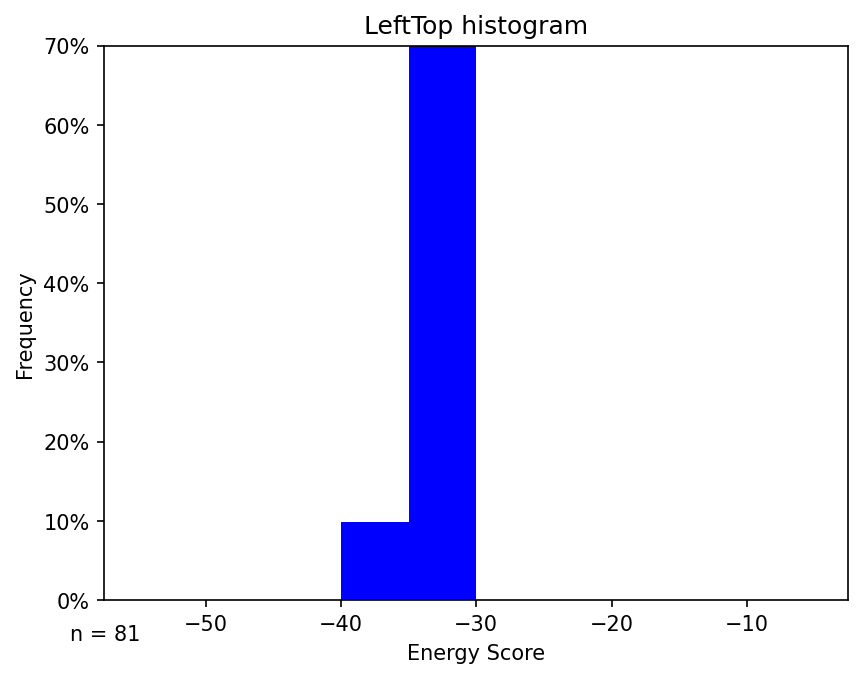 LeftTop histogram
70%
60%
50%
40%
30%
20%
10%
0%
Frequency
−50 −40 −30 −20 −10
n = 81
Energy Score